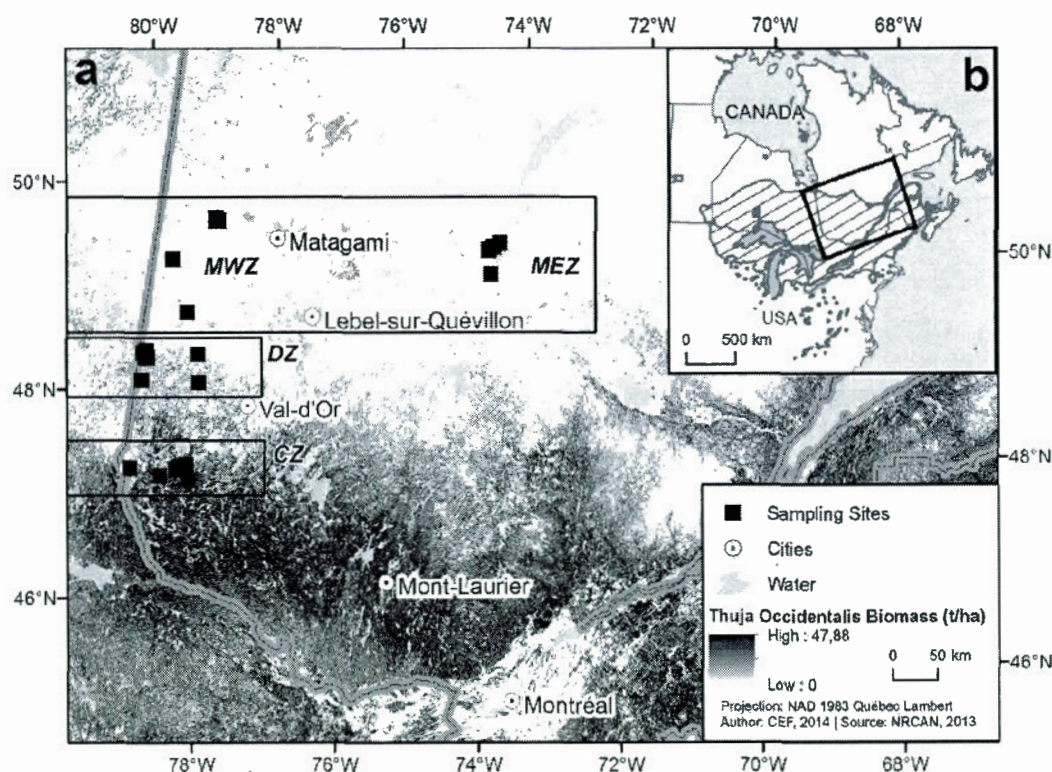 80°W 78°W 76°W 74°W 72°W 70°W 68°W
a
b
CANADA
USA
0 500 km
50°N
50°N
Matagami
MWZ
MEZ
Lebel-sur-Quévillon
DZ
48°N
Val-d'Or
CZ
48°N
Sampling Sites
Cities
Water
Thuja Occidentalis Biomass (t/ha)
High : 47,88
Low : 0
0 50 km
Projection: NAD 1983 Québec Lambert
Author: CEF, 2014 | Source: NRCAN, 2013
Mont-Laurier
46°N
46°N
Montréal
78°W 76°W 74°W 72°W 70°W 68°W